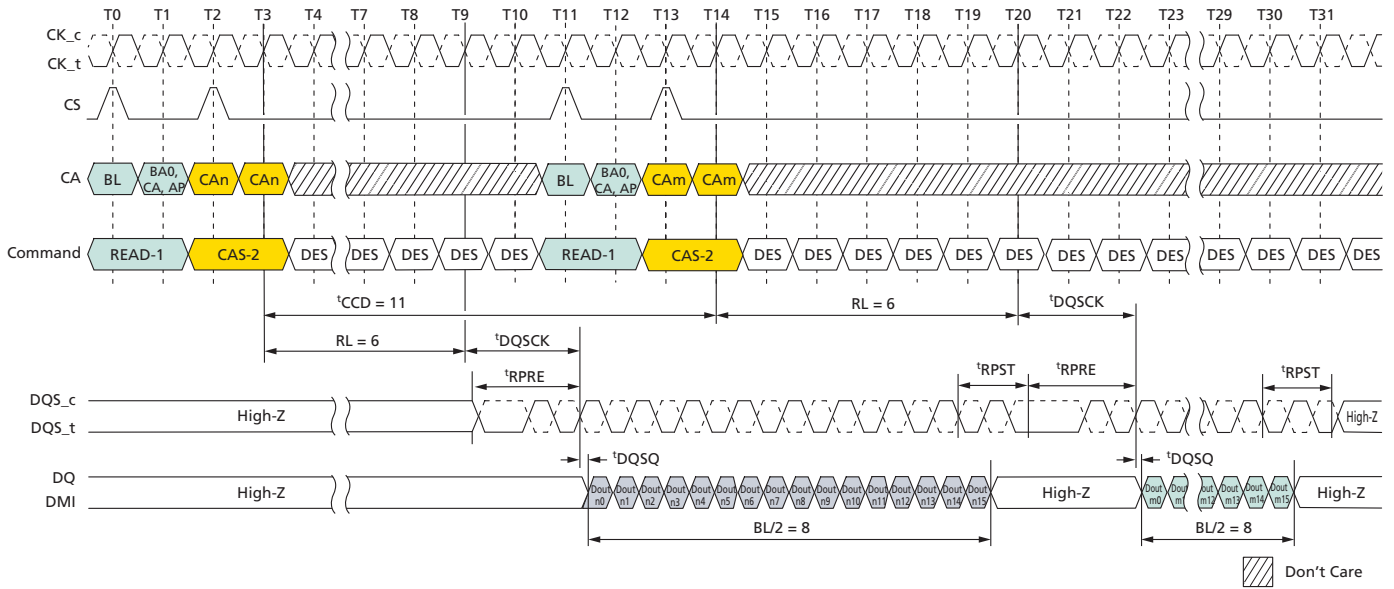 T0 T1 T2 T3 T4 T7 T8 T9 T10 T11 T12 T13 T14 T15 T16 T17 T18 T19 T20 T21 T22 T23 T29 T30 T31
CK_c
CK_t
CS
CA BL BA0, CA, AP CAn CAn BL BA0, CA, AP CAm CAm
Command READ-1 CAS-2 DES DES DES DES DES READ-1 CAS-2 DES DES DES DES DES DES DES DES DES DES DES DES DES
tCCD = 11 RL = 6 tDQSCK
RL = 6 tDQSCK
tRPRE tRPST tRPRE tRPST
DQS_c
DQS_t
High-Z High-Z
tDQSQ tDQSQ
DQ
DMI
High-Z Dout n0 Dout n1 Dout n2 Dout n3 Dout n4 Dout n5 Dout n6 Dout n7 Dout n8 Dout n9 Dout n10 Dout n11 Dout n12 Dout n13 Dout n14 Dout n15 High-Z Dout m0 Dout Dout m12 Dout m13 Dout m14 Dout m15 High-Z
BL/2 = 8 BL/2 = 8
Don't Care